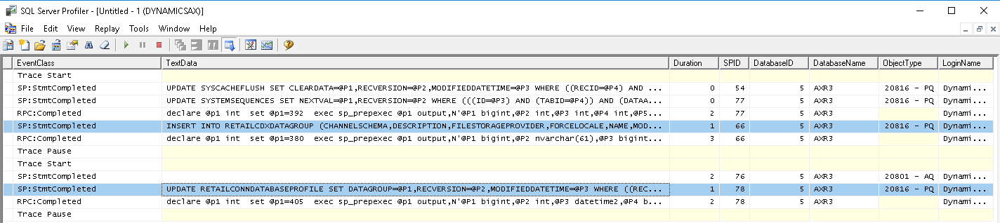 SQL Server Profiler - [Untitled - 1 (DYNAMICSAX)]
File Edit View Replay Tools Window Help
EventClass TextData Duration SPID DatabaseID DatabaseName ObjectType LoginName
Trace Start
SP:StmtCompleted UPDATE SYSCACHEFLUSH SET CLEARDATA=@P1,RECVERSION=@P2,MODIFIEDDATETIME=@P3 WHERE ((RECID=@P4) AND ... 0 54 5 AXR3 20816 - PQ Dynami...
SP:StmtCompleted UPDATE SYSTEMSEQUENCES SET NEXTVAL=@P1,RECVERSION=@P2 WHERE (((ID=@P3) AND (TABID=@P4)) AND (DATAA... 0 77 5 AXR3 20816 - PQ Dynami...
RPC:Completed declare @p1 int set @p1=392 exec sp_prepexec @p1 output,N'@P1 bigint,@P2 int,@P3 int,@P4 int,@P5... 2 77 5 AXR3 Dynami...
SP:StmtCompleted INSERT INTO RETAILCDXDATAGROUP (CHANNELSCHEMA,DESCRIPTION,FILESTORAGEPROVIDER,FORCELOCALE,NAME,MOD... 1 66 5 AXR3 20816 - PQ Dynami...
RPC:Completed declare @p1 int set @p1=380 exec sp_prepexec @p1 output,N'@P1 bigint,@P2 nvarchar(61),@P3 bigint... 3 66 5 AXR3 Dynami...
Trace Pause
Trace Start
SP:StmtCompleted 2 76 5 AXR3 20801 - AQ Dynami...
SP:StmtCompleted UPDATE RETAILCONNDATABASEPROFILE SET DATAGROUP=@P1,RECVERSION=@P2,MODIFIEDDATETIME=@P3 WHERE ((REC... 1 78 5 AXR3 20816 - PQ Dynami...
RPC:Completed declare @p1 int set @p1=405 exec sp_prepexec @p1 output,N'@P1 bigint,@P2 int,@P3 datetime2,@P4 b... 2 78 5 AXR3 Dynami...
Trace Pause